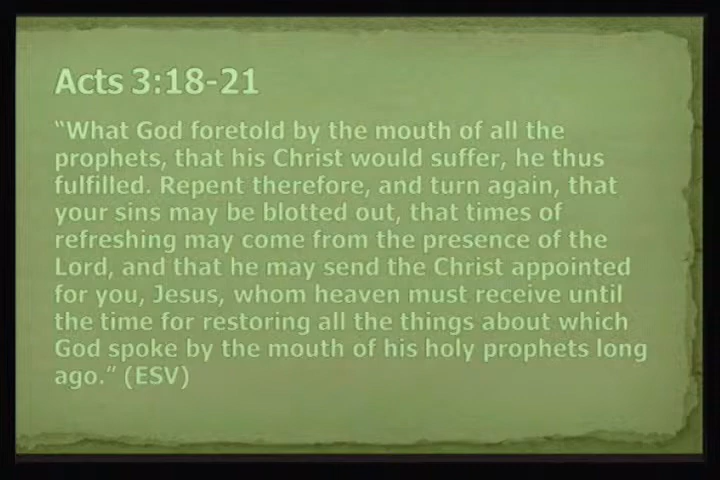 Acts 3:18-21
“What God foretold by the mouth of all the
prophets, that his Christ would suffer, he thus
fulfilled. Repent therefore, and turn again, that
your sins may be blotted out, that times of
refreshing may come from the presence of the
Lord, and that he may send the Christ appointed
for you, Jesus, whom heaven must receive until
the time for restoring all the things about which
God spoke by the mouth of his holy prophets long
ago.” (ESV)